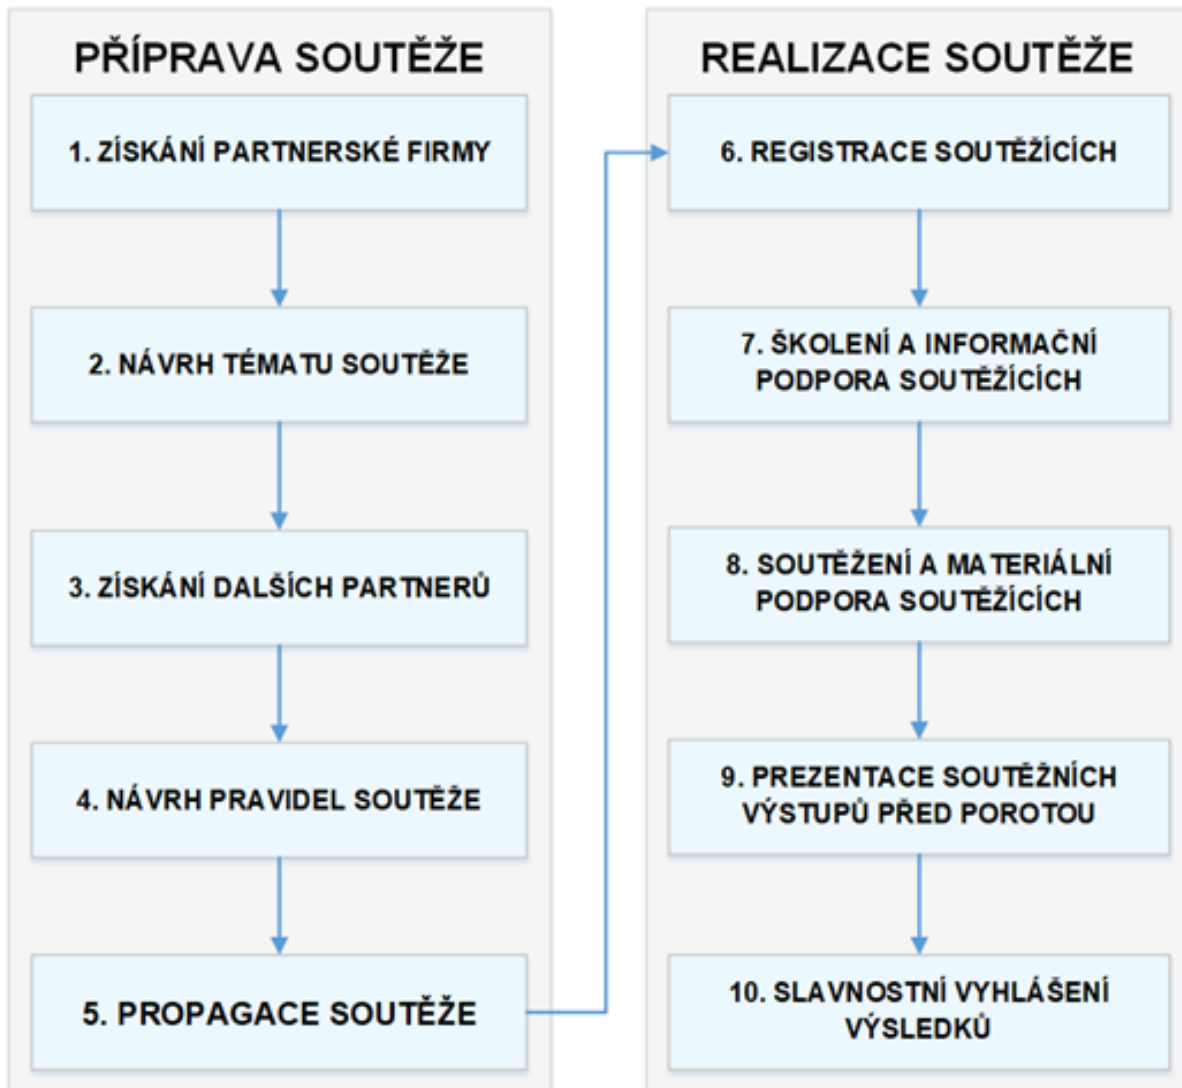 PŘÍPRAVA SOUTĚŽE
1. ZÍSKÁNÍ PARTNERSKÉ FIRMY
2. NÁVRH TÉMATU SOUTĚŽE
3. ZÍSKÁNÍ DALŠÍCH PARTNERŮ
4. NÁVRH PRAVIDEL SOUTĚŽE
5. PROPAGACE SOUTĚŽE
REALIZACE SOUTĚŽE
6. REGISTRACE SOUTĚŽÍCÍCH
7. ŠKOLENÍ A INFORMAČNÍ
PODPORA SOUTĚŽÍCÍCH
8. SOUTĚŽENÍ A MATERIÁLNÍ
PODPORA SOUTĚŽÍCÍCH
9. PREZENTACE SOUTĚŽNÍCH
VÝSTUPŮ PŘED POROTOU
10. SLAVNOSTNÍ VYHLÁŠENÍ
VÝSLEDKŮ